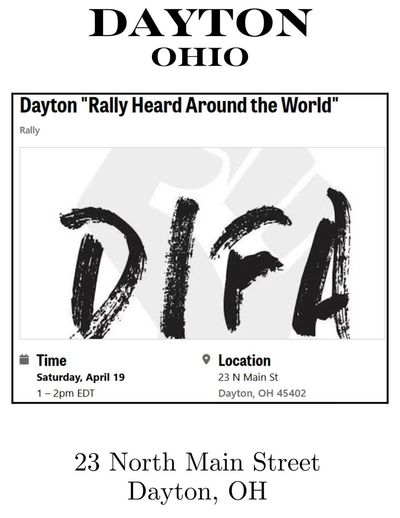 DAYTON
OHIO
Dayton "Rally Heard Around the World"
Rally
DIFA
Time
Location
Saturday, April 19
23 N Main St
1 – 2pm EDT
Dayton, OH 45402
23 North Main Street
Dayton, OH